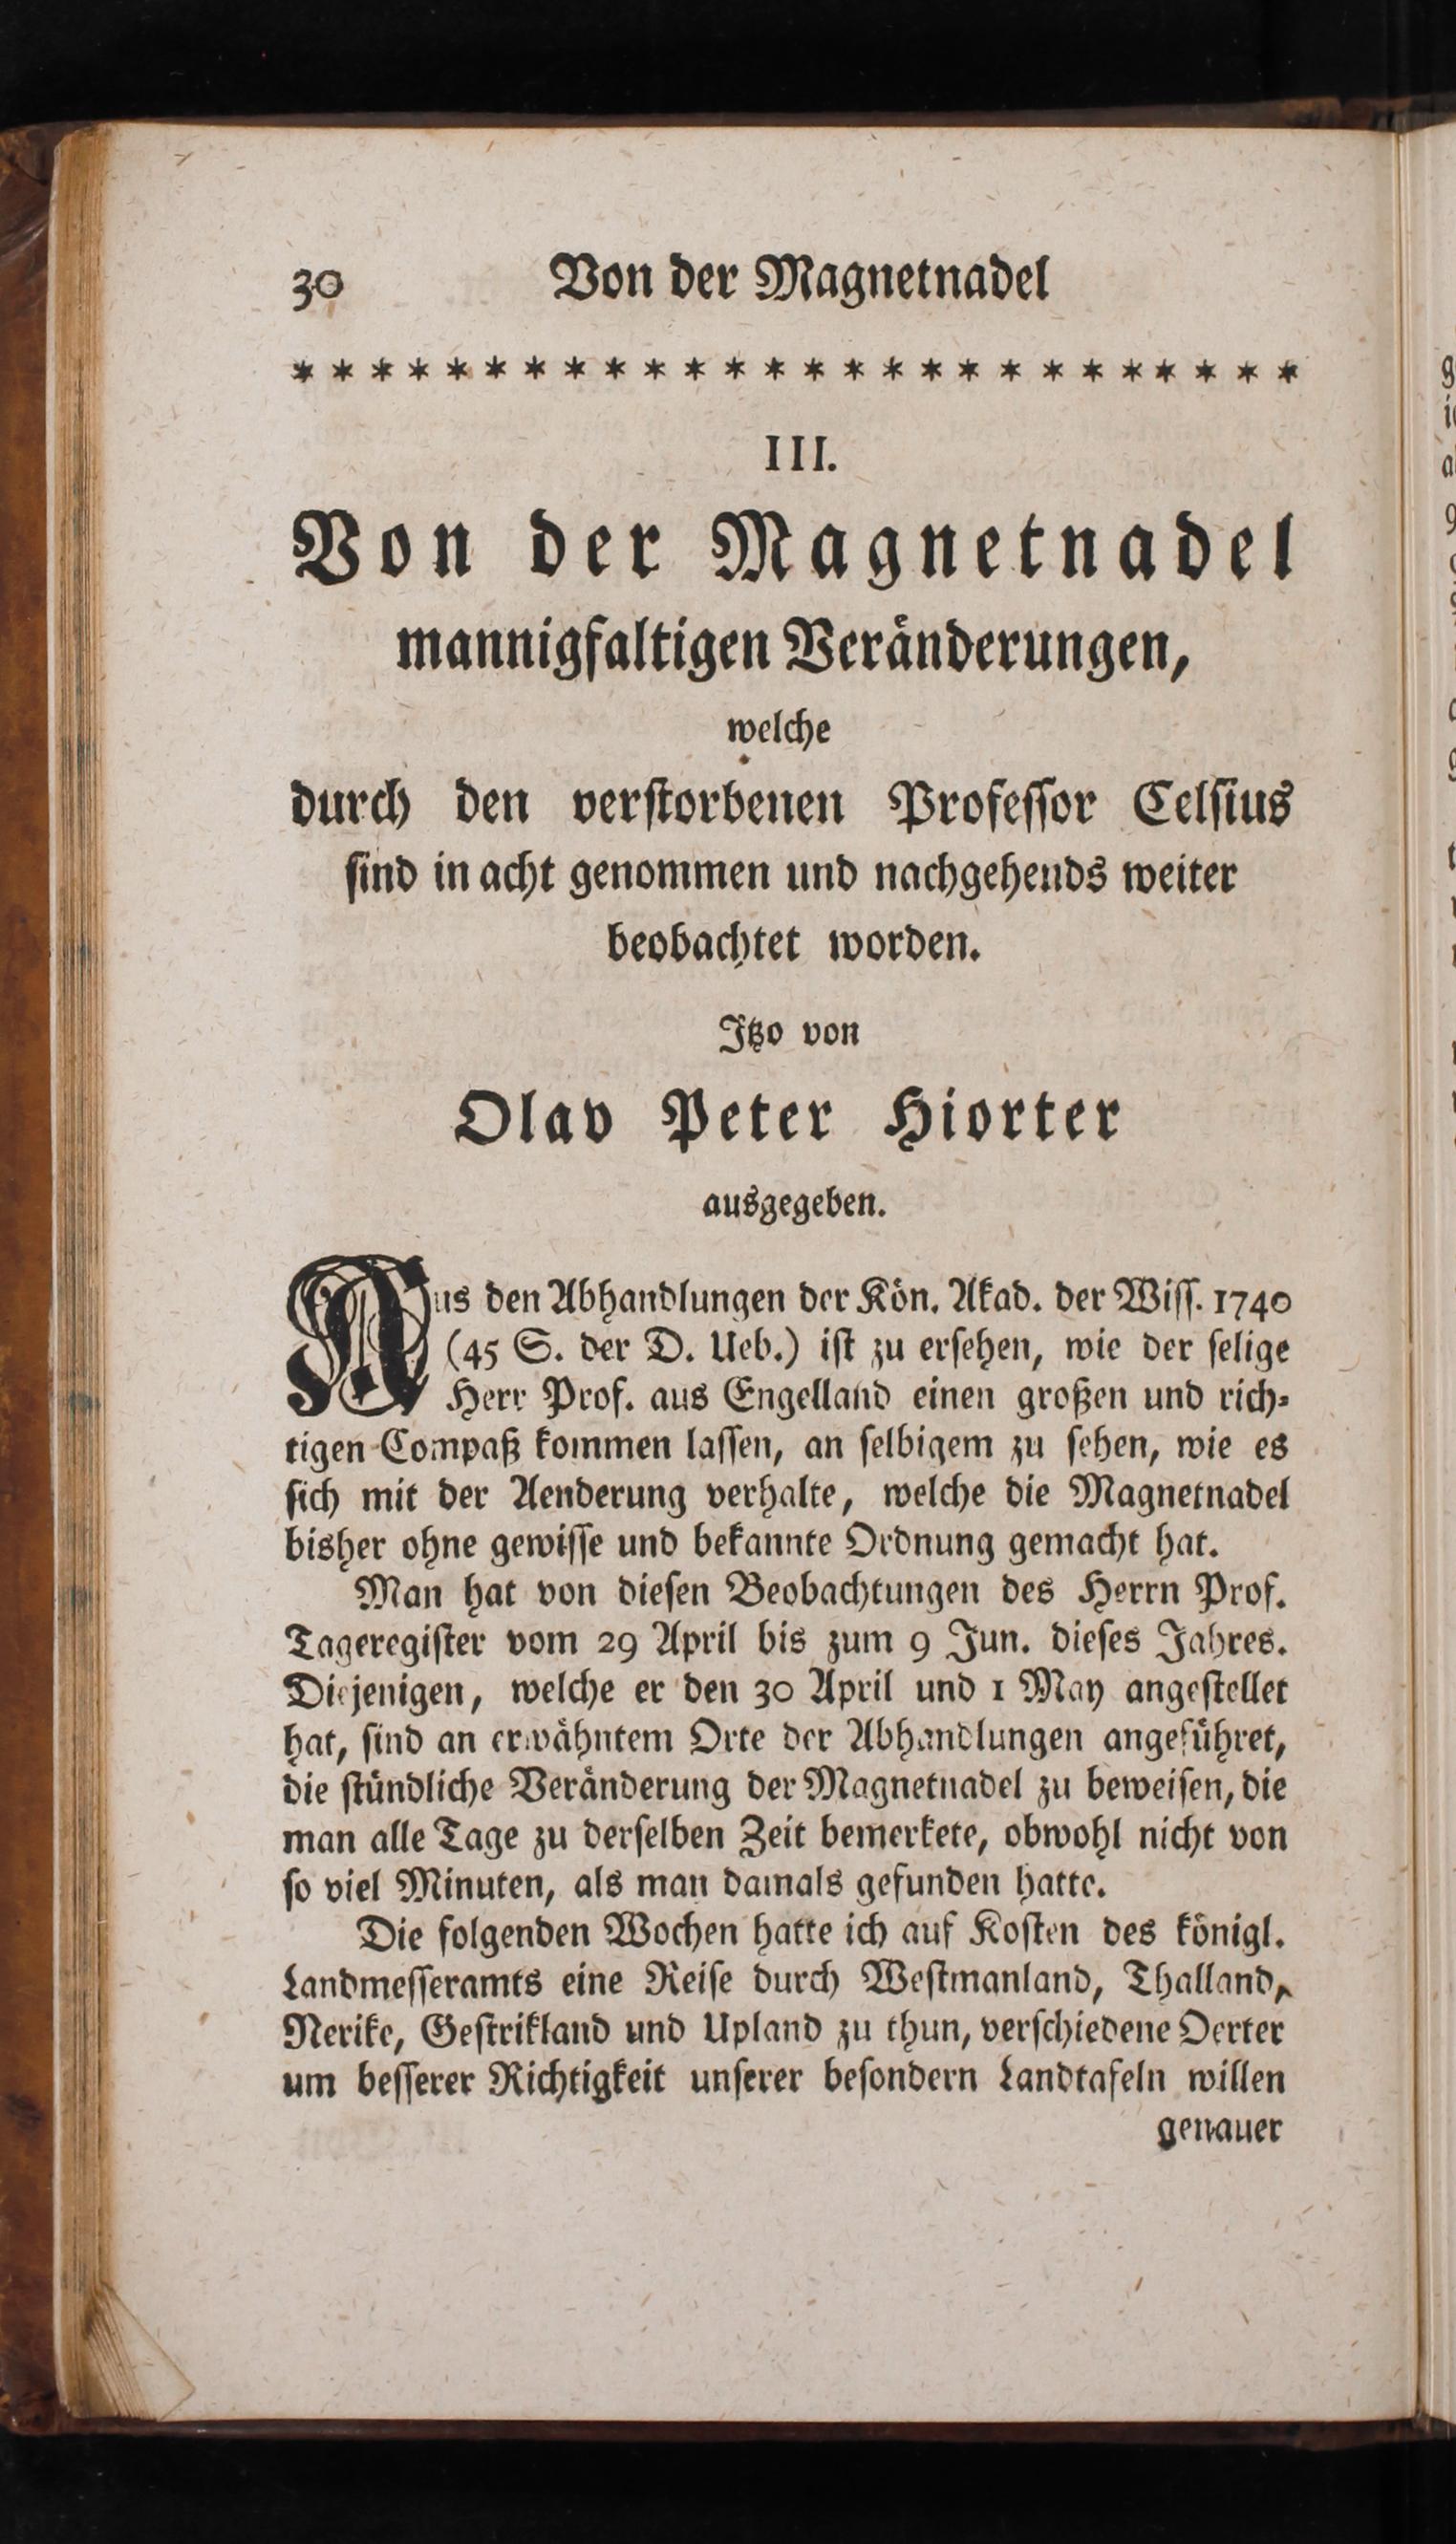 30 Von der Magnetnadel
* * * * * * * * * * * * * * * * * * * * * * * * * *
III.
Von der Magnetnadel
mannigfaltigen Veränderungen,
welche
durch den verſtorbenen Profeſſor Celſius
ſind in acht genommen und nachgehends weiter
beobachtet worden.
Itzo von
Olav Peter Hiorter
ausgegeben.
Aus den Abhandlungen der Kön. Akad. der Wiſſ. 1740
(45 S. der D. Ueb.) iſt zu erſehen, wie der ſelige
Herr Prof. aus Engelland einen großen und rich-
tigen Compaß kommen laſſen, an ſelbigem zu ſehen, wie es
ſich mit der Aenderung verhalte, welche die Magnetnadel
bisher ohne gewiſſe und bekannte Ordnung gemacht hat.
Man hat von dieſen Beobachtungen des Herrn Prof.
Tageregiſter vom 29 April bis zum 9 Jun. dieſes Jahres.
Diejenigen, welche er den 30 April und 1 May angeſtellet
hat, ſind an erwähntem Orte der Abhandlungen angeführet,
die ſtündliche Veränderung der Magnetnadel zu beweiſen, die
man alle Tage zu derſelben Zeit bemerkete, obwohl nicht von
ſo viel Minuten, als man damals gefunden hatte.
Die folgenden Wochen hatte ich auf Koſten des königl.
Landmeſſeramts eine Reiſe durch Weſtmanland, Thalland,
Nerike, Geſtrikland und Upland zu thun, verſchiedene Oerter
um beſſerer Richtigkeit unſerer beſondern Landtafeln willen
genauer